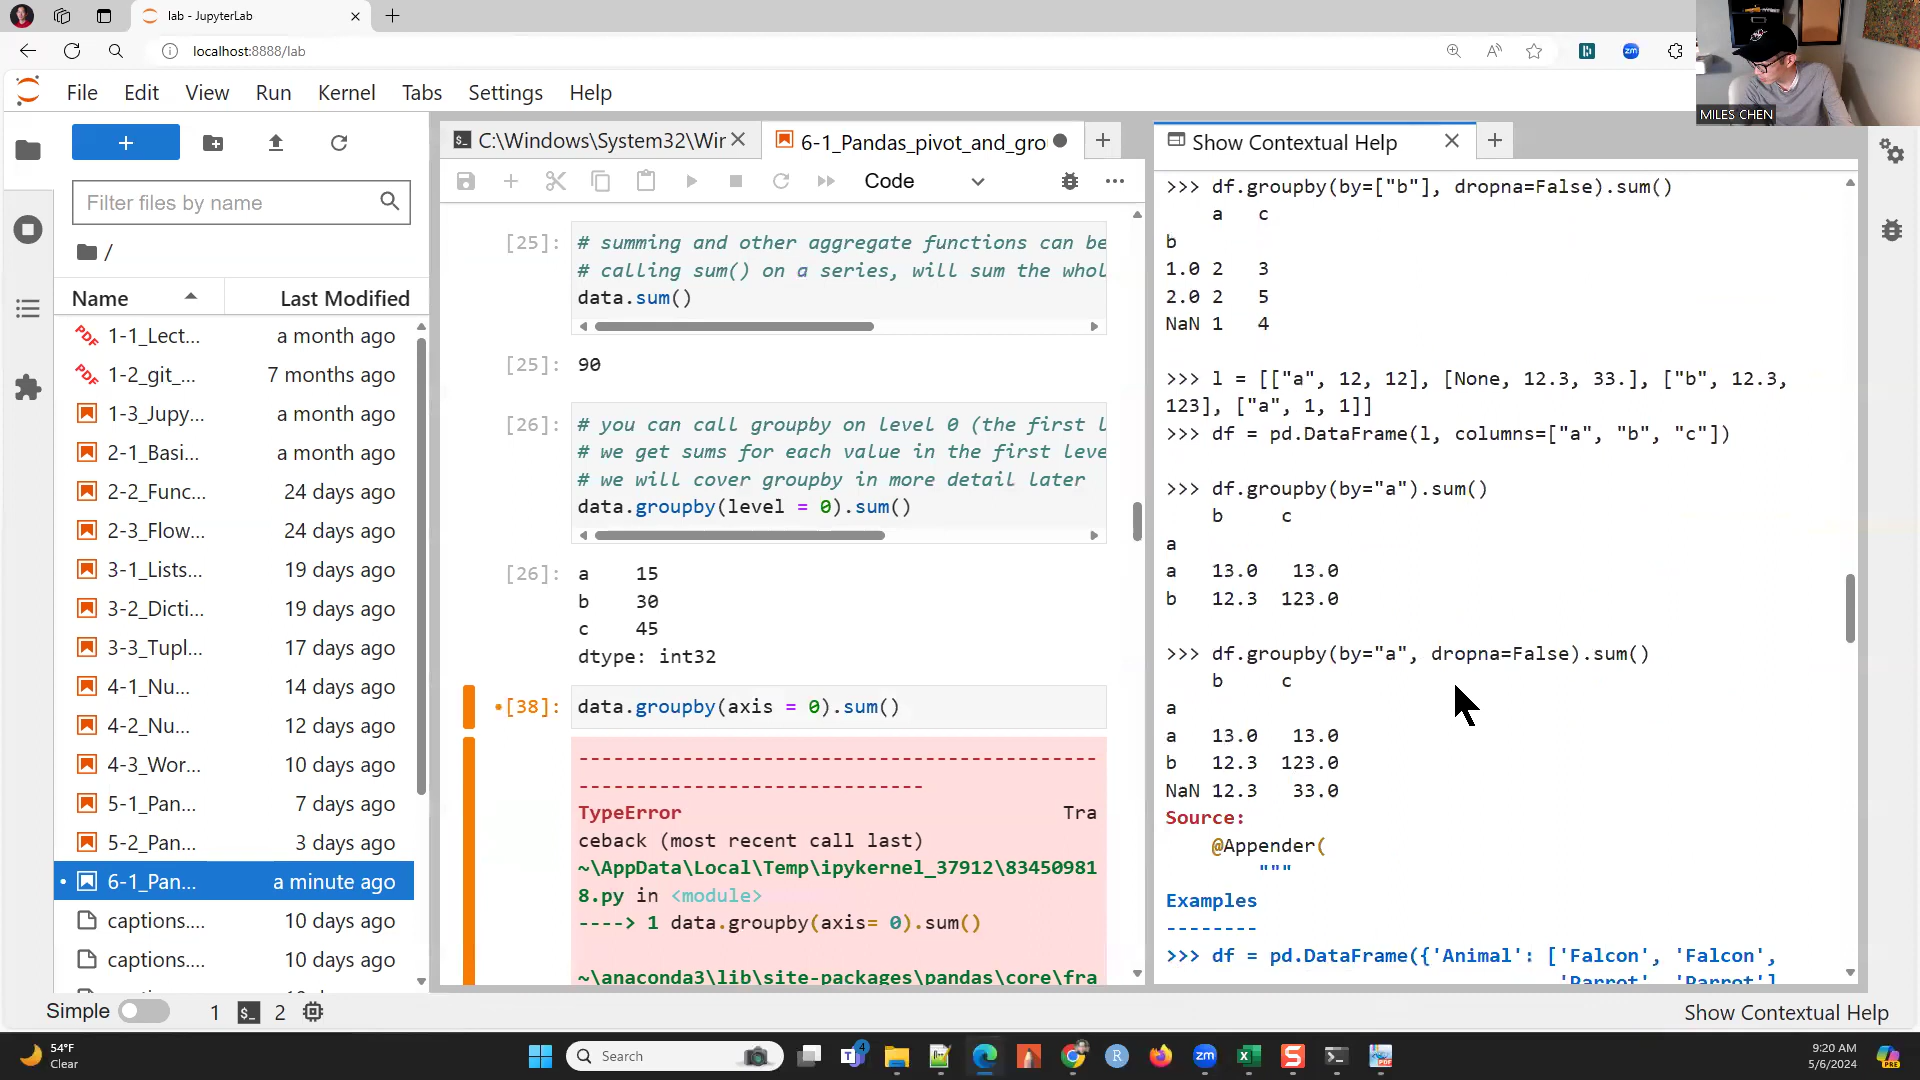 lab - JupyterLab
localhost:8888/lab
MILES CHEN
File Edit View Run Kernel Tabs Settings Help
Filter files by name
/
Name Last Modified
1-1_Lect... a month ago
1-2_git_... 7 months ago
1-3_Jupy... a month ago
2-1_Basi... a month ago
2-2_Func... 24 days ago
2-3_Flow... 24 days ago
3-1_Lists... 19 days ago
3-2_Dicti... 19 days ago
3-3_Tupl... 17 days ago
4-1_Nu... 14 days ago
4-2_Nu... 12 days ago
4-3_Wor... 10 days ago
5-1_Pan... 7 days ago
5-2_Pan... 3 days ago
6-1_Pan... a minute ago
captions.... 10 days ago
captions.... 10 days ago
C:\Windows\System32\Wir
6-1_Pandas_pivot_and_gro
Code
[25]: # summing and other aggregate functions can be
# calling sum() on a series, will sum the whol
data.sum()
[25]: 90
[26]: # you can call groupby on level 0 (the first l
# we get sums for each value in the first leve
# we will cover groupby in more detail later
data.groupby(level = 0).sum()
[26]: a 15
b 30
c 45
dtype: int32
[38]: data.groupby(axis = 0).sum()
---------------------------------------------
------------------------------
TypeError Tra
ceback (most recent call last)
~\AppData\Local\Temp\ipykernel_37912\83450981
8.py in <module>
----> 1 data.groupby(axis= 0).sum()
~\anaconda3\lib\site-packages\pandas\core\fra
Show Contextual Help
>>> df.groupby(by=["b"], dropna=False).sum()
a c
b
1.0 2 3
2.0 2 5
NaN 1 4
>>> l = [["a", 12, 12], [None, 12.3, 33.], ["b", 12.3,
123], ["a", 1, 1]]
>>> df = pd.DataFrame(l, columns=["a", "b", "c"])
>>> df.groupby(by="a").sum()
b c
a
a 13.0 13.0
b 12.3 123.0
>>> df.groupby(by="a", dropna=False).sum()
b c
a
a 13.0 13.0
b 12.3 123.0
NaN 12.3 33.0
Source:
@Appender(
"""
Examples
--------
>>> df = pd.DataFrame({'Animal': ['Falcon', 'Falcon',
'Parrot', 'Parrot']
Simple 1 $_ 2
Show Contextual Help
54°F
Clear
Search
4
zm
9:20 AM
5/6/2024